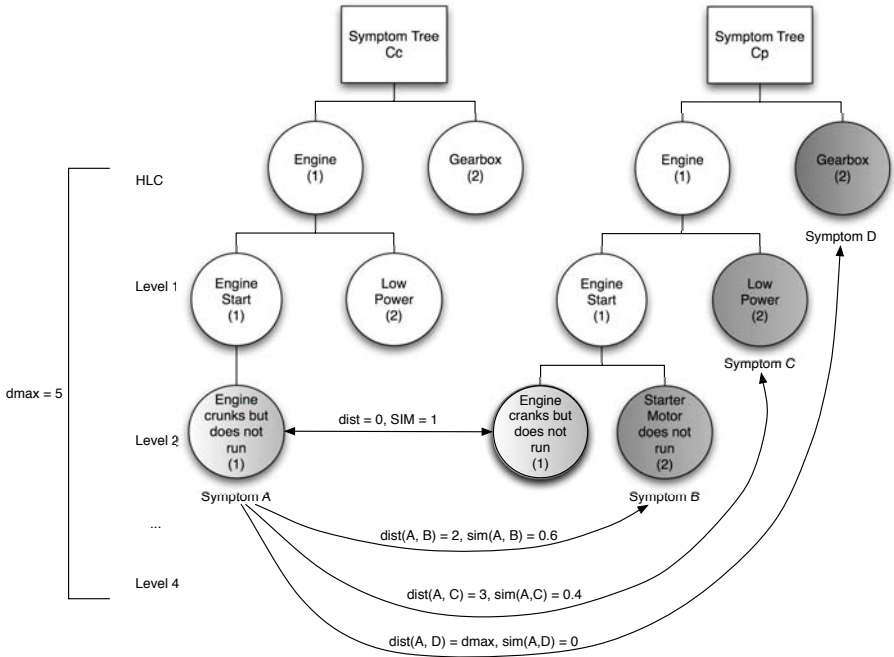 Symptom Tree
Cc
Symptom Tree
Cp
Engine
(1)
Gearbox
(2)
Engine
(1)
Gearbox
(2)
HLC
Symptom D
Level 1
Engine
Start
(1)
Low
Power
(2)
Engine
Start
(1)
Low
Power
(2)
Symptom C
dmax = 5
Level 2
Engine
crunks but
does not
run
(1)
dist = 0, SIM = 1
Engine
cranks but
does not
run
(1)
Starter
Motor
does not
run
(2)
Symptom A
Symptom B
...
dist(A, B) = 2, sim(A, B) = 0.6
Level 4
dist(A, C) = 3, sim(A,C) = 0.4
dist(A, D) = dmax, sim(A,D) = 0